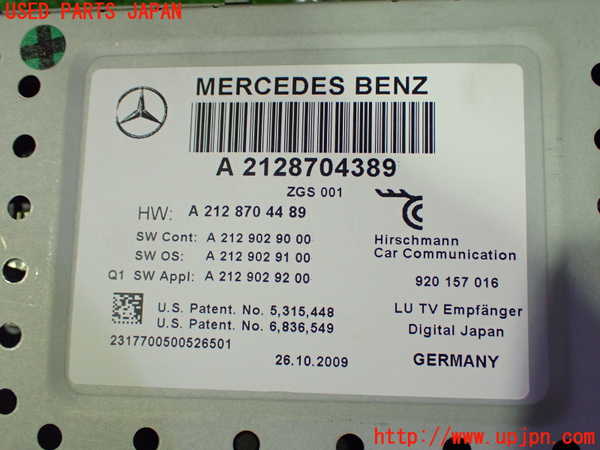 USED PARTS JAPAN
MERCEDES BENZ
A 2128704389
ZGS 001
HW: A 212 870 44 89
SW Cont: A 212 902 90 00
SW OS: A 212 902 91 00
Q1 SW Appl: A 212 902 92 00
Hirschmann
Car Communication
920 157 016
U.S. Patent. No. 5,315,448
U.S. Patent. No. 6,836,549
2317700500526501
LU TV Empfänger
Digital Japan
26.10.2009
GERMANY
http://www.upjpn.com/